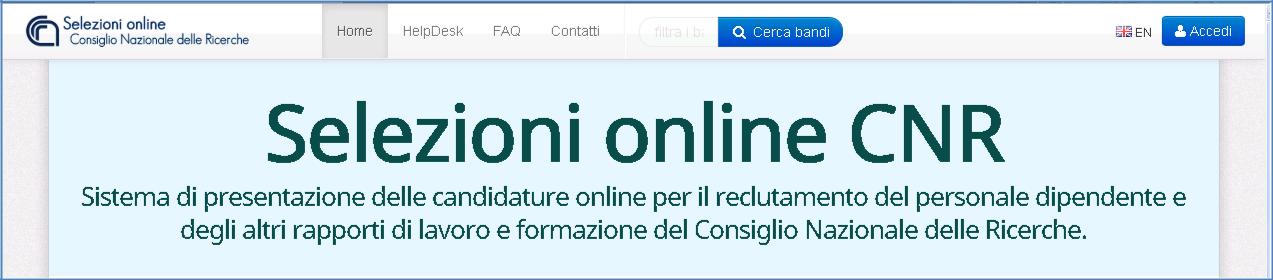 Selezioni online
Consiglio Nazionale delle Ricerche
Home HelpDesk FAQ Contatti filtra i ba Cerca bandi EN Accedi
Selezioni online CNR
Sistema di presentazione delle candidature online per il reclutamento del personale dipendente e
degli altri rapporti di lavoro e formazione del Consiglio Nazionale delle Ricerche.